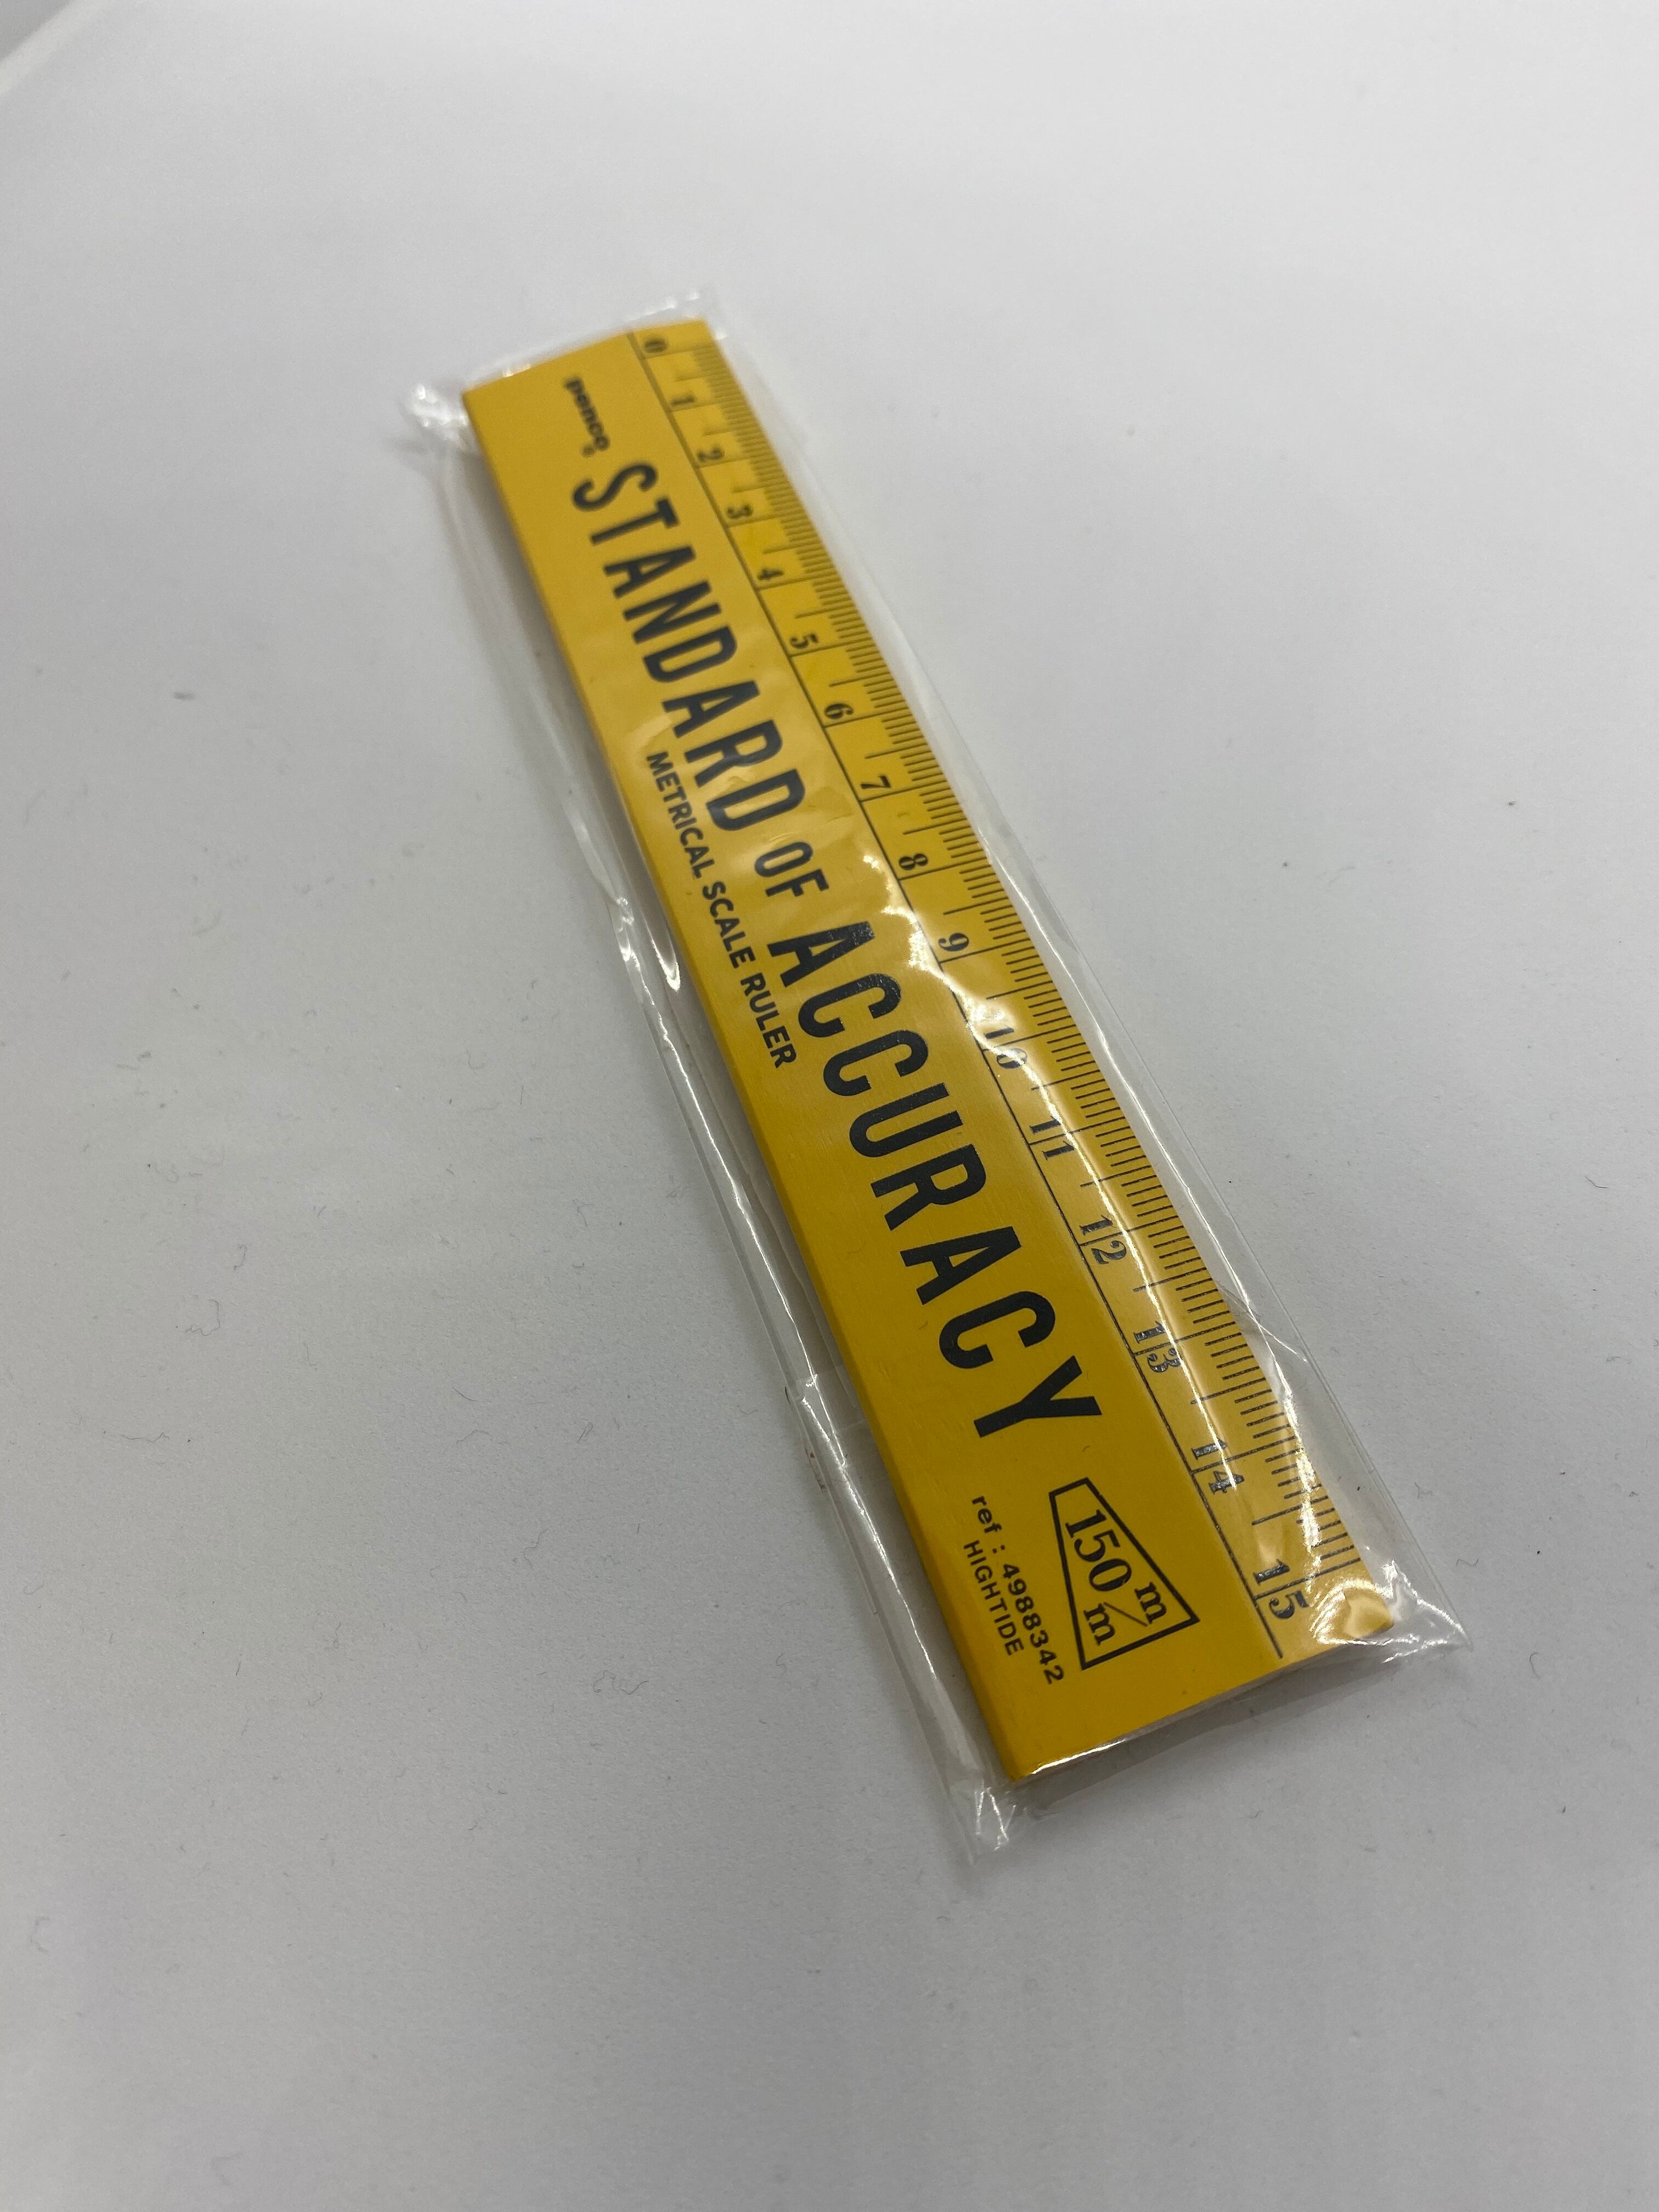 0 1 2 3 4 5 6 7 8 9 10 11 12 13 14 15
penco®
STANDARD OF ACCURACY
METRICAL SCALE RULER
150 m/m
ref : 4988342
HIGHTIDE